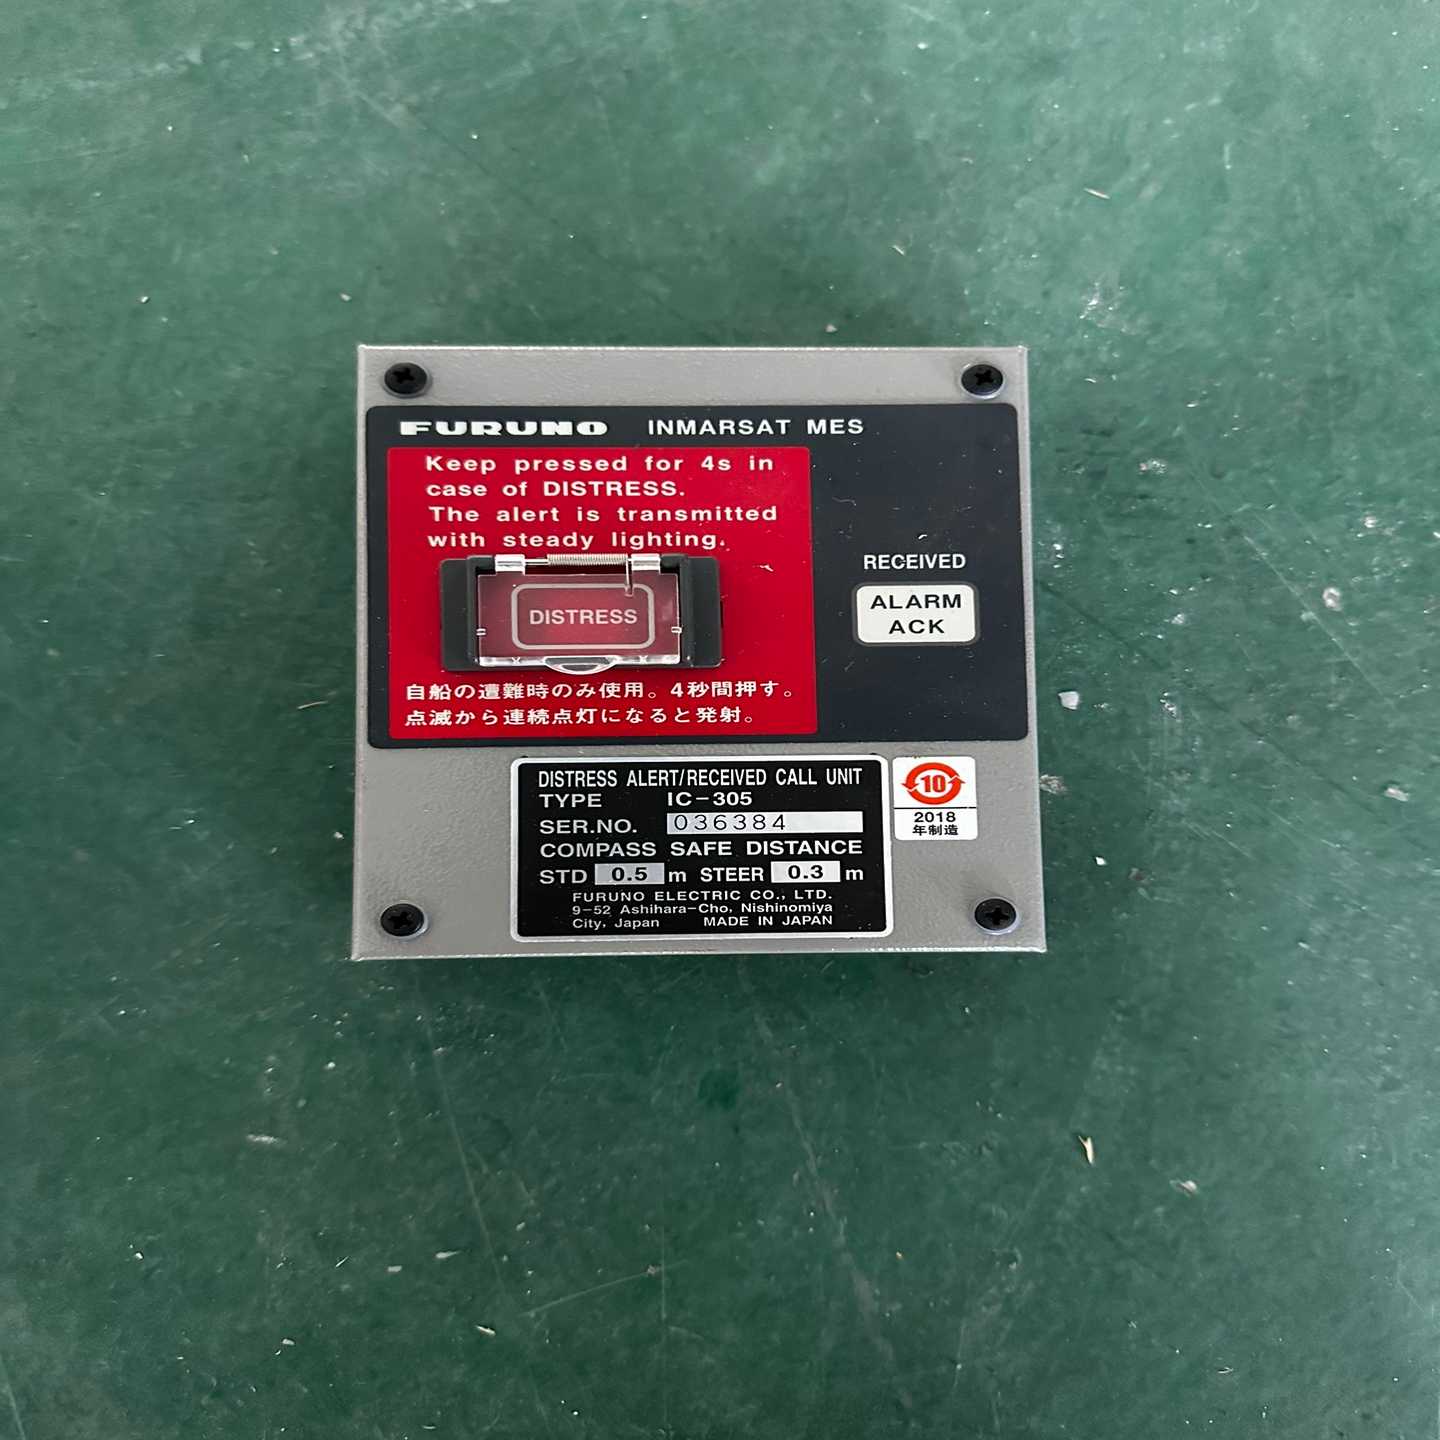 FURUNO INMARSAT MES
Keep pressed for 4s in
case of DISTRESS.
The alert is transmitted
with steady lighting.
DISTRESS
自船の遭難時のみ使用。4秒間押す。
点滅から連続点灯になると発射。
RECEIVED
ALARM
ACK
DISTRESS ALERT/RECEIVED CALL UNIT
TYPE IC-305
SER.NO. 036384
COMPASS SAFE DISTANCE
STD 0.5 m STEER 0.3 m
FURUNO ELECTRIC CO., LTD.
9-52 Ashihara-Cho, Nishinomiya
City, Japan MADE IN JAPAN
10
2018
年制造